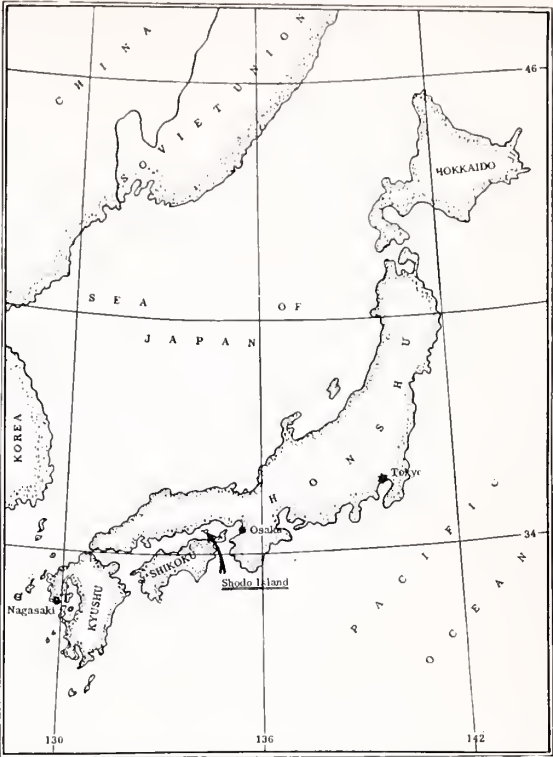 CHINA
SOVIET UNION
46
HOKKAIDO
SEA OF
JAPAN
KOREA
HONSHU
Tokyo
Osaka
34
SHIKOKU
Shodo Island
KYUSHU
Nagasaki
PACIFIC
OCEAN
130
136
142